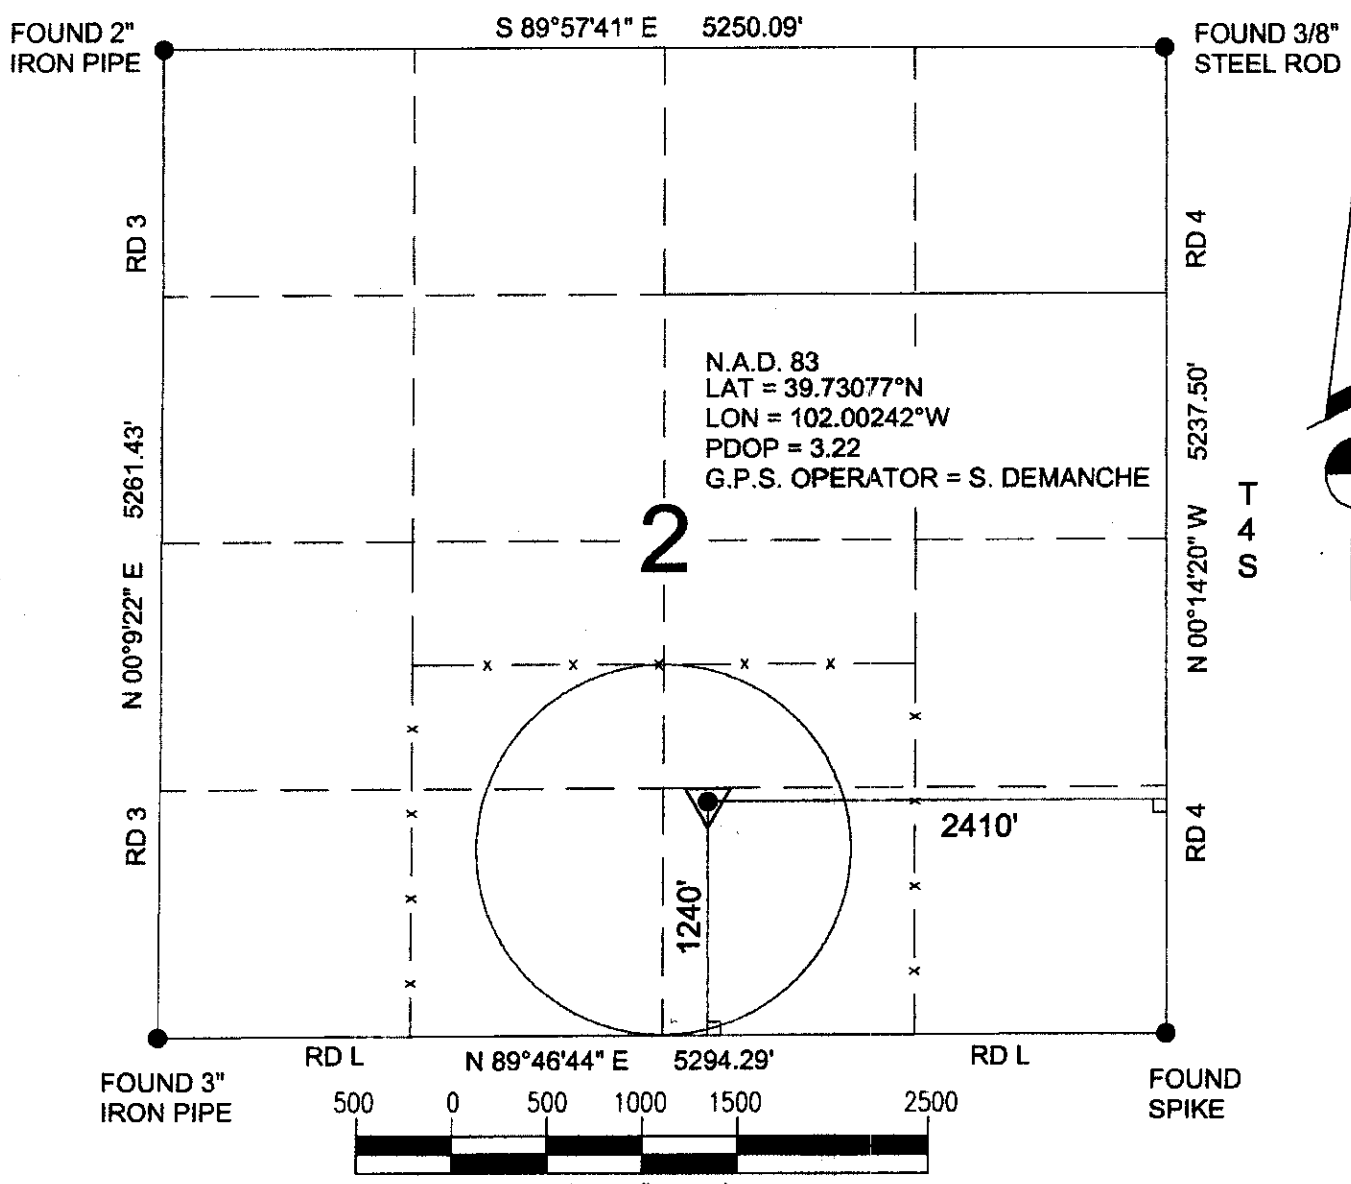 S 89°57'41" E 5250.09'
FOUND 2"
IRON PIPE
FOUND 3/8"
STEEL ROD
RD 3
RD 4
N.A.D. 83
LAT = 39.73077°N
LON = 102.00242°W
PDOP = 3.22
G.P.S. OPERATOR = S. DEMANCHE
N 00°9'22" E 5261.43'
2
N 00°14'20" W 5237.50'
T
4
S
x x x x x
x
x
x
x
x
x
x
x
RD 3
2410'
RD 4
1240'
RD L
N 89°46'44" E 5294.29'
RD L
FOUND 3"
IRON PIPE
FOUND
SPIKE
500 0 500 1000 1500 2500